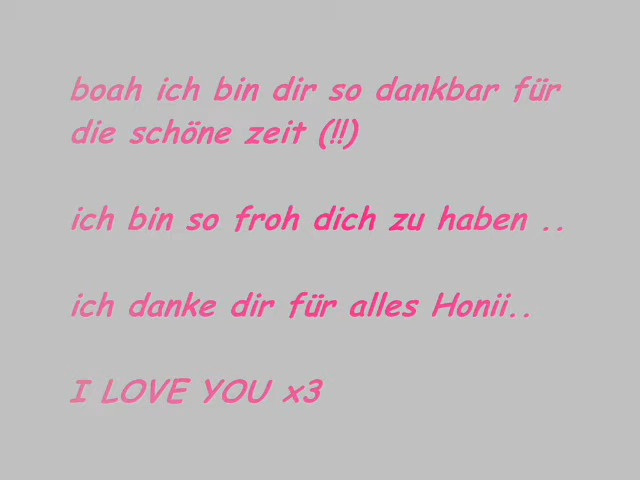 boah ich bin dir so dankbar für
die schöne zeit (!!)
ich bin so froh dich zu haben ..
ich danke dir für alles Honii..
I LOVE YOU x3